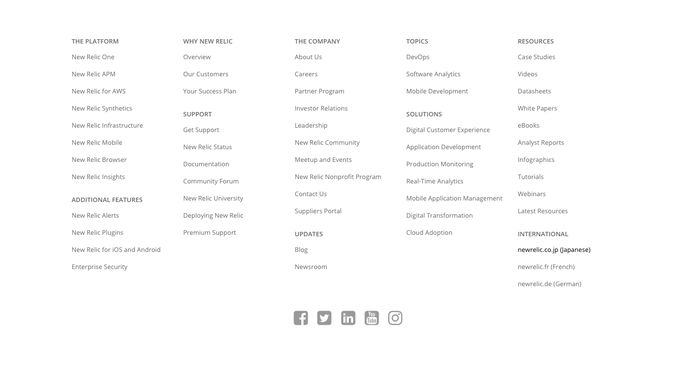 THE PLATFORM
New Relic One
New Relic APM
New Relic for AWS
New Relic Synthetics
New Relic Infrastructure
New Relic Mobile
New Relic Browser
New Relic Insights
ADDITIONAL FEATURES
New Relic Alerts
New Relic Plugins
New Relic for iOS and Android
Enterprise Security
WHY NEW RELIC
Overview
Our Customers
Your Success Plan
SUPPORT
Get Support
New Relic Status
Documentation
Community Forum
New Relic University
Deploying New Relic
Premium Support
THE COMPANY
About Us
Careers
Partner Program
Investor Relations
Leadership
New Relic Community
Meetup and Events
New Relic Nonprofit Program
Contact Us
Suppliers Portal
UPDATES
Blog
Newsroom
TOPICS
DevOps
Software Analytics
Mobile Development
SOLUTIONS
Digital Customer Experience
Application Development
Production Monitoring
Real-Time Analytics
Mobile Application Management
Digital Transformation
Cloud Adoption
RESOURCES
Case Studies
Videos
Datasheets
White Papers
eBooks
Analyst Reports
Infographics
Tutorials
Webinars
Latest Resources
INTERNATIONAL
newrelic.co.jp (Japanese)
newrelic.fr (French)
newrelic.de (German)
You
Tube